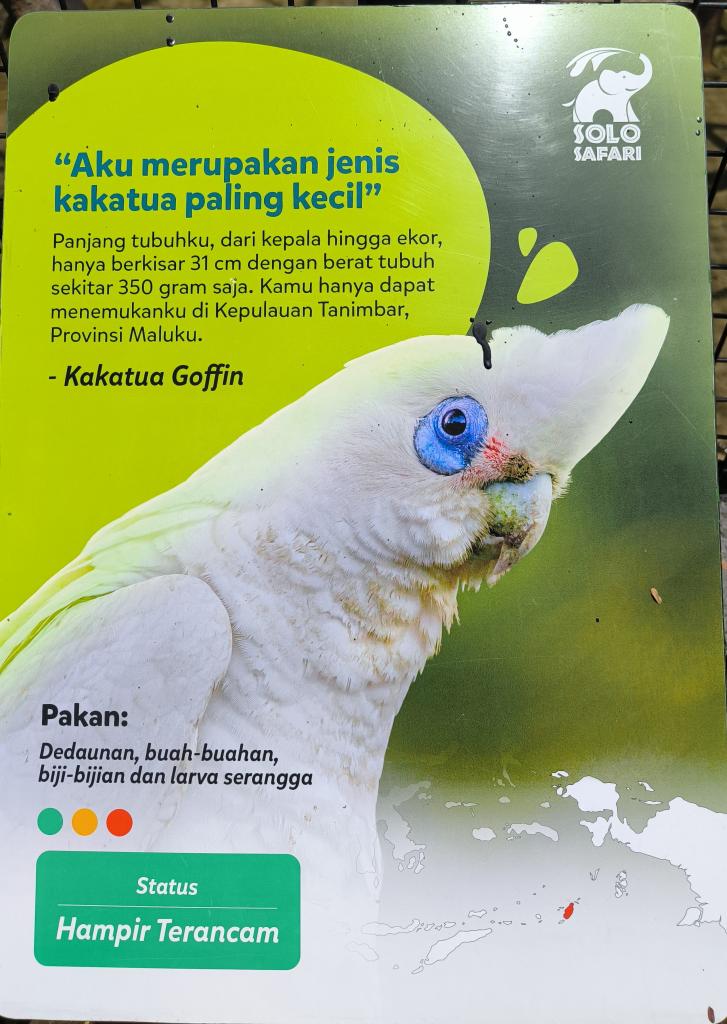 SOLO
SAFARI
“Aku merupakan jenis
kakatua paling kecil”
Panjang tubuhku, dari kepala hingga ekor,
hanya berkisar 31 cm dengan berat tubuh
sekitar 350 gram saja. Kamu hanya dapat
menemukanku di Kepulauan Tanimbar,
Provinsi Maluku.
- Kakatua Goffin
Pakan:
Dedaunan, buah-buahan,
biji-bijian dan larva serangga
Status
Hampir Terancam